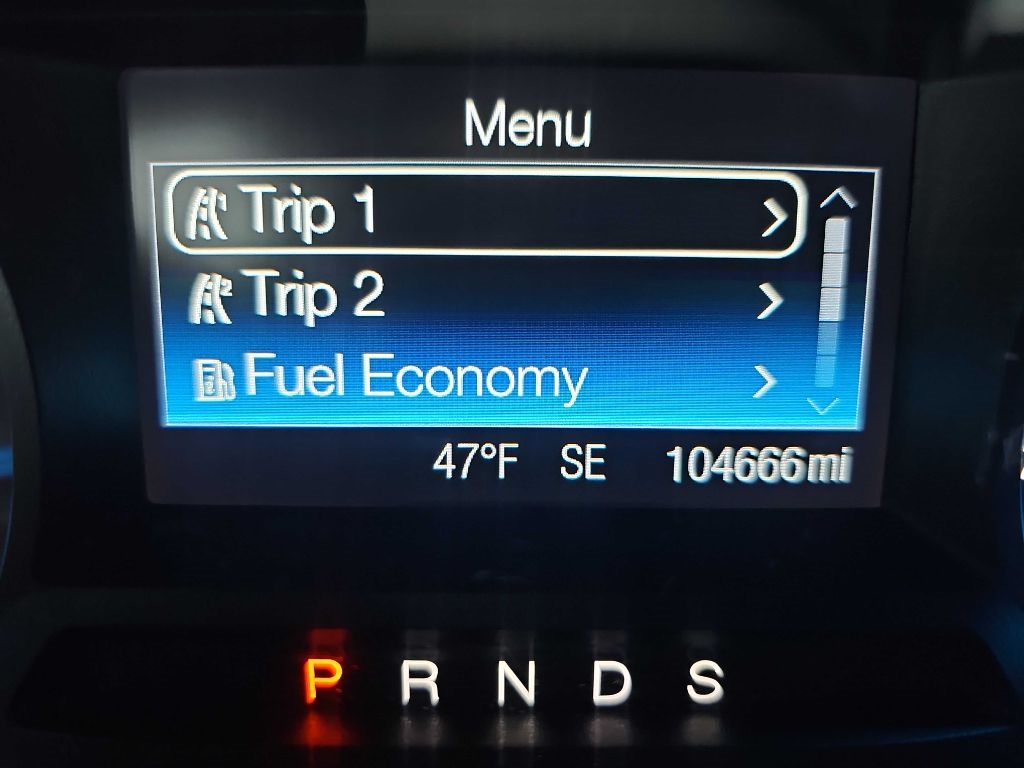 Menu
Trip 1
Trip 2
Fuel Economy
47°F SE 104666mi
P R N D S